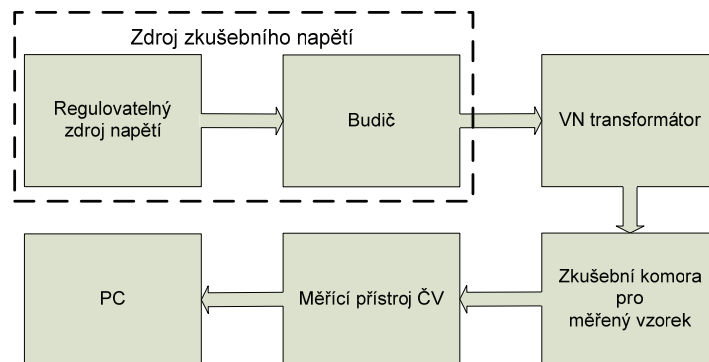 Zdroj zkušebního napětí
Regulovatelný
zdroj napětí
Budič
VN transformátor
PC
Měřící přístroj ČV
Zkušební komora
pro
měřený vzorek